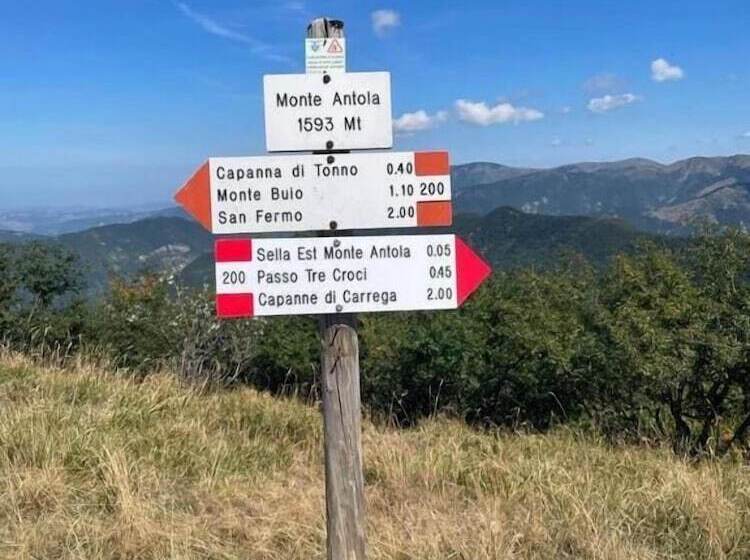 Monte Antola
1593 Mt
Capanna di Tonno 0.40
Monte Buio 1.10 200
San Fermo 2.00
Sella Est Monte Antola 0.05
200 Passo Tre Croci 0.45
Capanne di Carrega 2.00